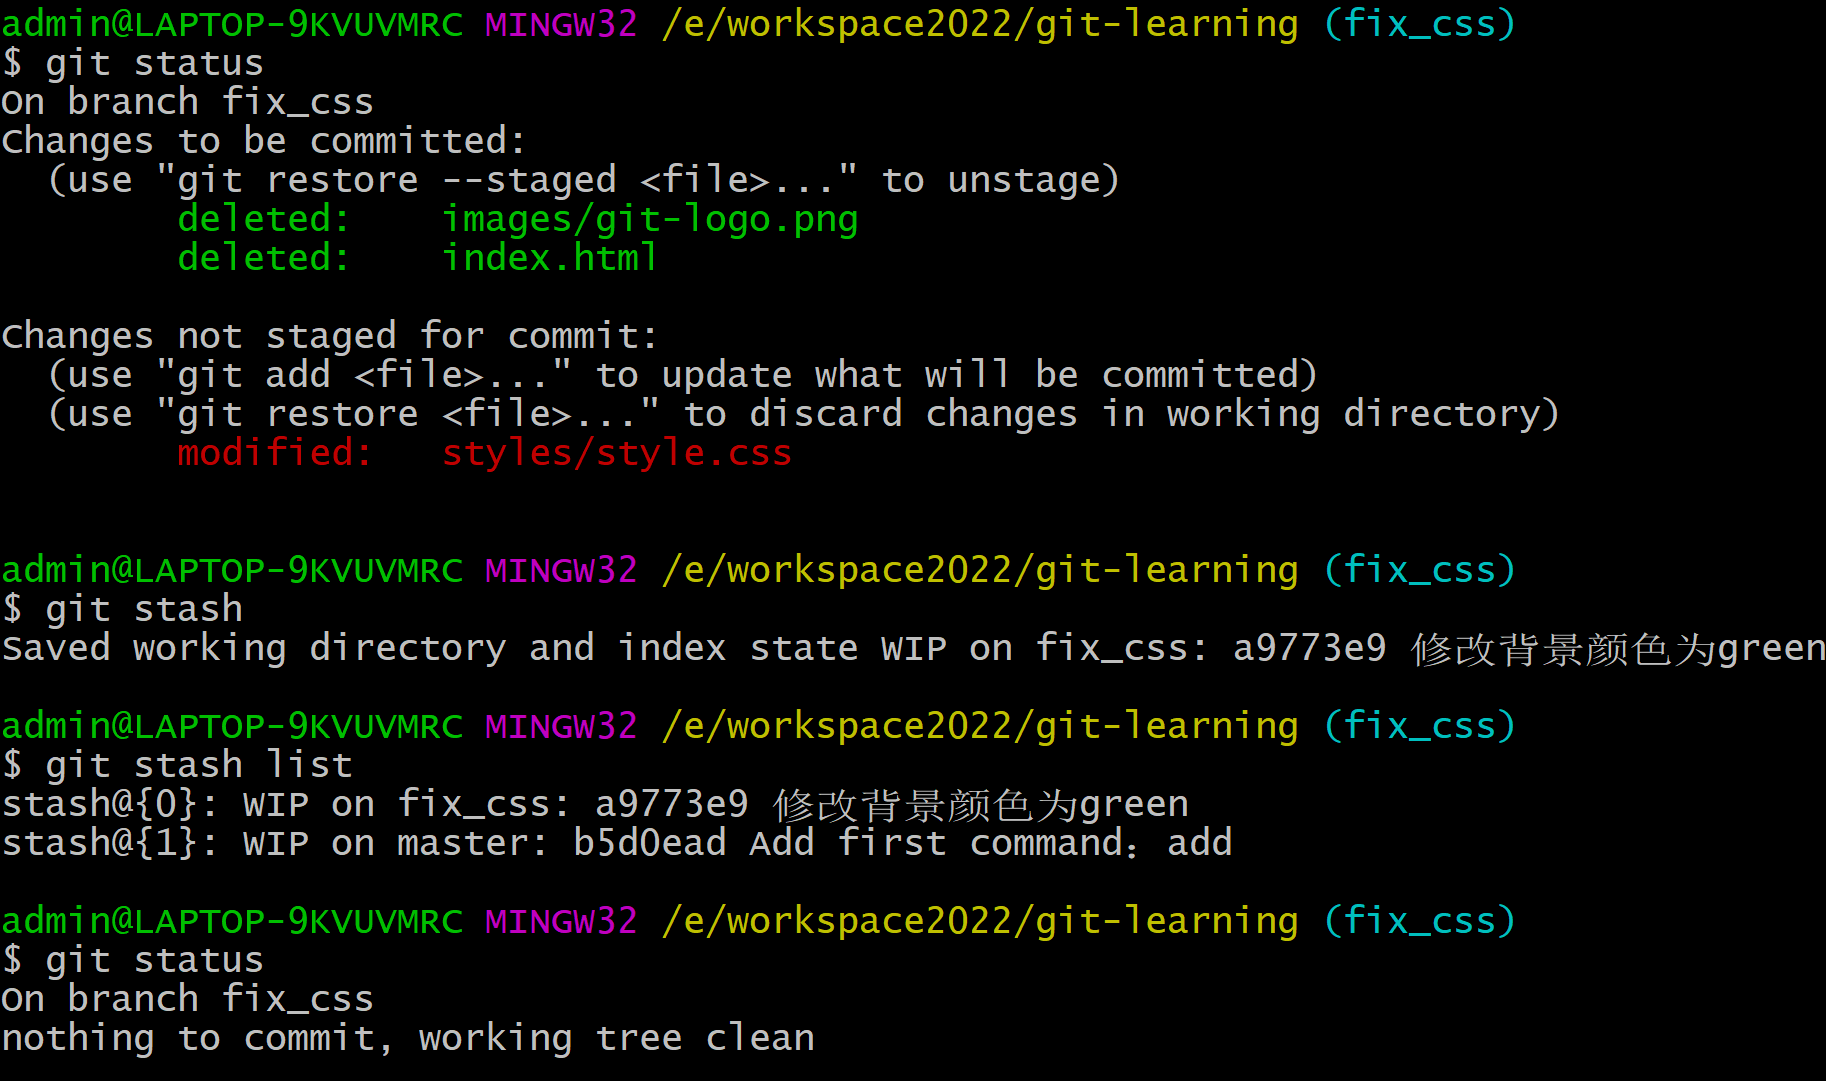 admin@LAPTOP-9KVUVMRC MINGW32 /e/workspace2022/git-learning (fix_css)
$ git status
On branch fix_css
Changes to be committed:
  (use "git restore --staged <file>..." to unstage)
        deleted:    images/git-logo.png
        deleted:    index.html

Changes not staged for commit:
  (use "git add <file>..." to update what will be committed)
  (use "git restore <file>..." to discard changes in working directory)
        modified:   styles/style.css

admin@LAPTOP-9KVUVMRC MINGW32 /e/workspace2022/git-learning (fix_css)
$ git stash
Saved working directory and index state WIP on fix_css: a9773e9 修改背景颜色为green

admin@LAPTOP-9KVUVMRC MINGW32 /e/workspace2022/git-learning (fix_css)
$ git stash list
stash@{0}: WIP on fix_css: a9773e9 修改背景颜色为green
stash@{1}: WIP on master: b5d0ead Add first command：add

admin@LAPTOP-9KVUVMRC MINGW32 /e/workspace2022/git-learning (fix_css)
$ git status
On branch fix_css
nothing to commit, working tree clean